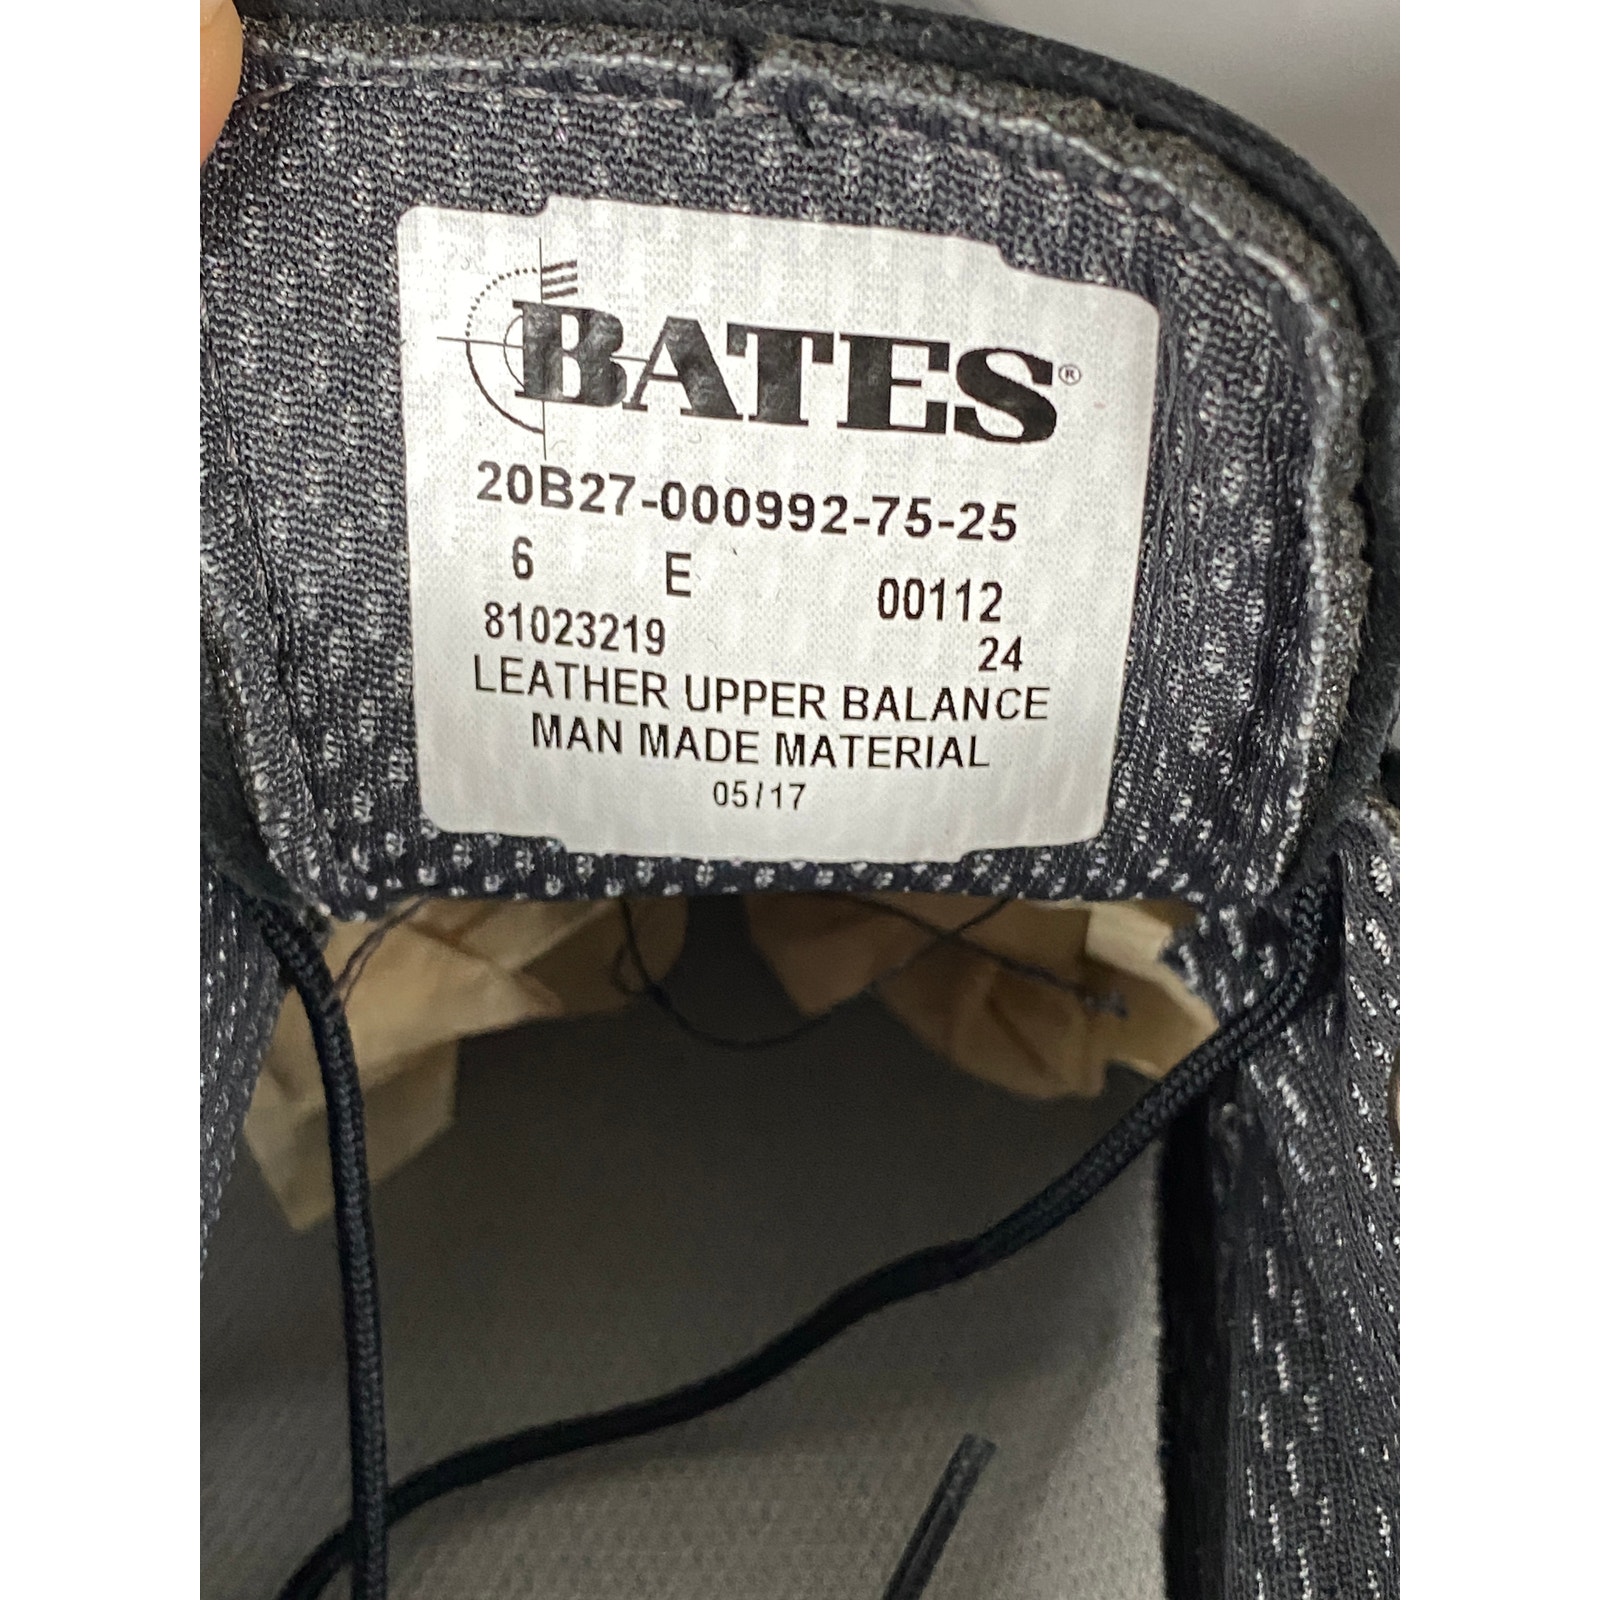 BATES®
20B27-000992-75-25
6 E 00112
81023219 24
LEATHER UPPER BALANCE
MAN MADE MATERIAL
05/17